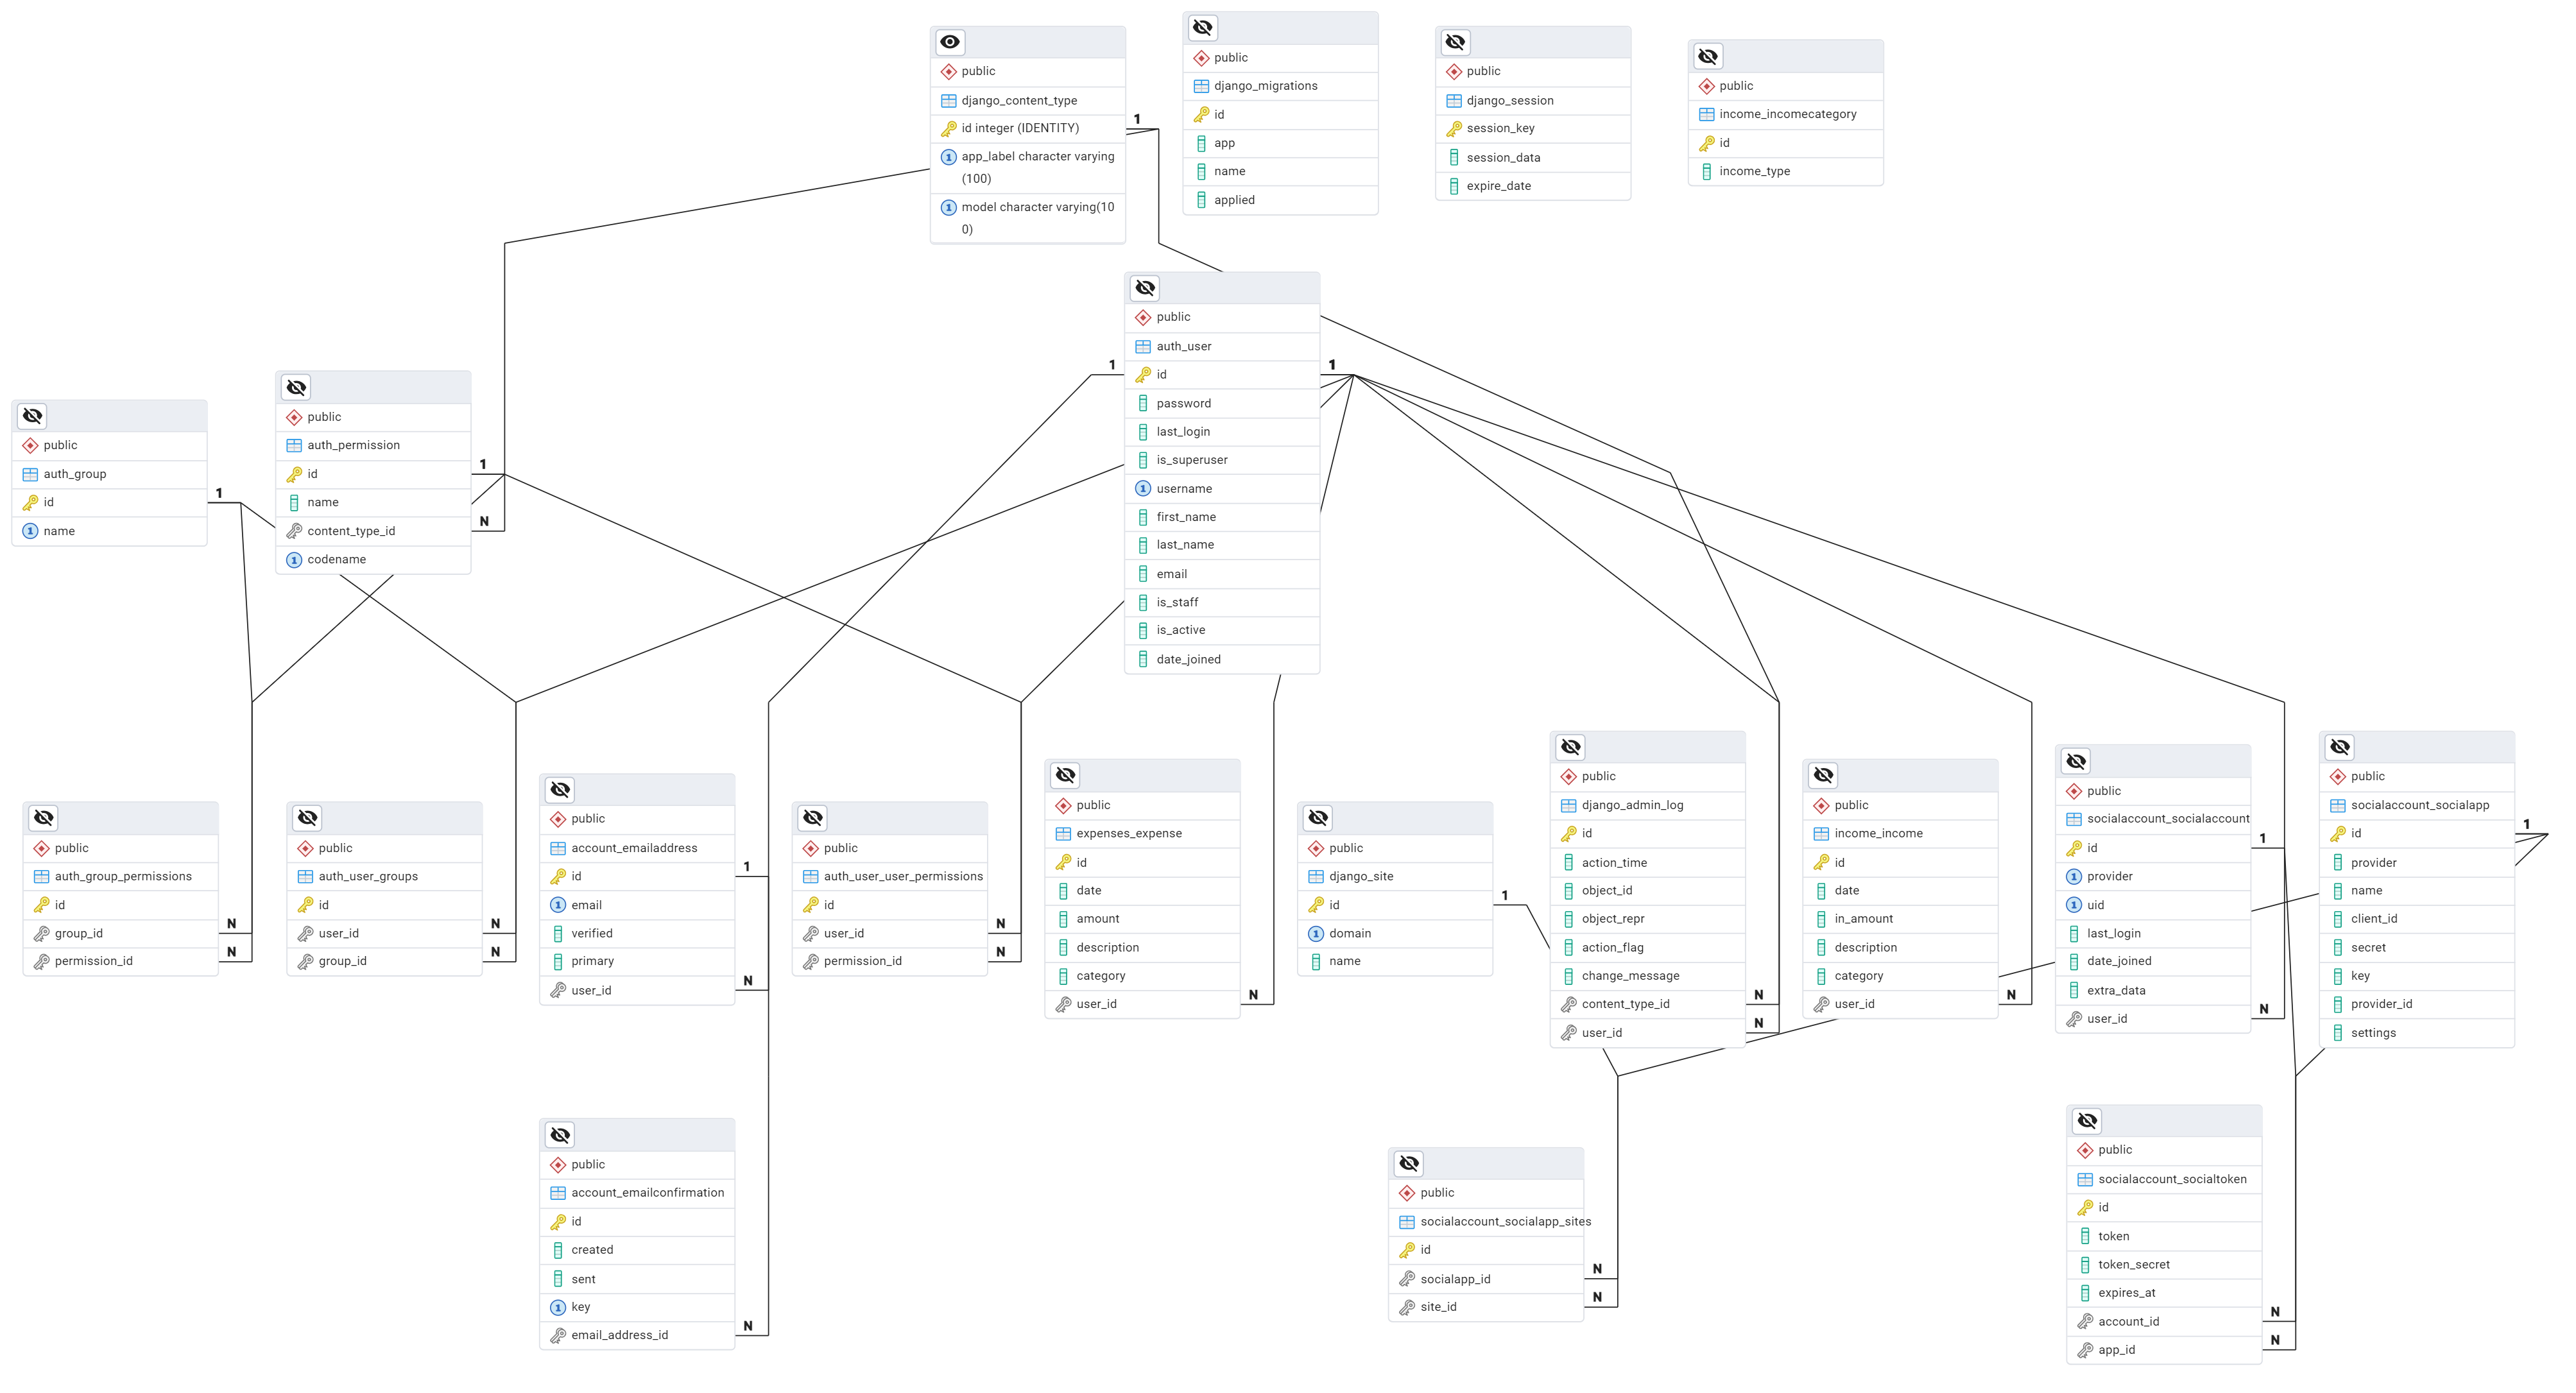 public
django_content_type
id integer (IDENTITY)
app_label character varying
(100)
model character varying(10
0)
1
public
django_migrations
id
app
name
applied
public
django_session
session_key
session_data
expire_date
public
income_incomecategory
id
income_type
public
auth_user
id
password
last_login
is_superuser
username
first_name
last_name
email
is_staff
is_active
date_joined
1
1
public
auth_group
id
name
1
public
auth_permission
id
name
content_type_id
codename
1
N
public
auth_group_permissions
id
group_id
permission_id
N
N
public
auth_user_groups
id
user_id
group_id
N
N
public
account_emailaddress
id
email
verified
primary
user_id
1
N
public
auth_user_user_permissions
id
user_id
permission_id
N
N
public
expenses_expense
id
date
amount
description
category
user_id
N
public
django_site
id
domain
name
1
public
django_admin_log
id
action_time
object_id
object_repr
action_flag
change_message
content_type_id
user_id
N
N
public
income_income
id
date
in_amount
description
category
user_id
N
public
socialaccount_socialaccount
id
provider
uid
last_login
date_joined
extra_data
user_id
1
N
public
socialaccount_socialapp
id
provider
name
client_id
secret
key
provider_id
settings
1
public
account_emailconfirmation
id
created
sent
key
email_address_id
N
public
socialaccount_socialapp_sites
id
socialapp_id
site_id
N
N
public
socialaccount_socialtoken
id
token
token_secret
expires_at
account_id
app_id
N
N